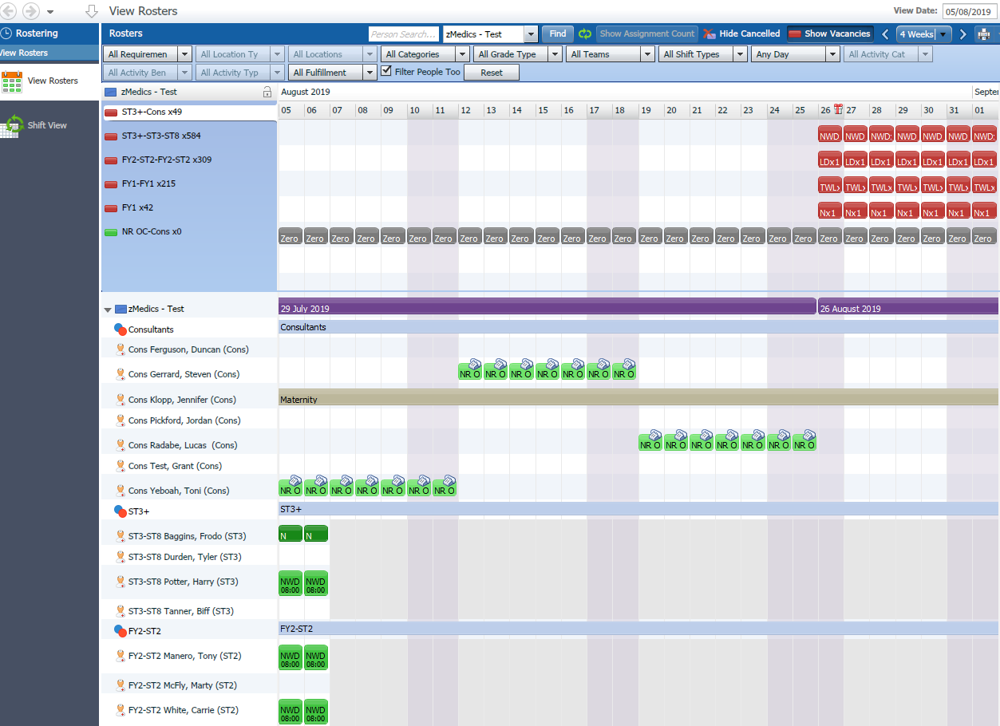 View Rosters View Date: 05/08/2019
Rostering Rosters Person Search... zMedics - Test Find Show Assignment Count Hide Cancelled Show Vacancies 4 Weeks
View Rosters All Requiremen All Location Ty All Locations All Categories All Grade Type All Teams All Shift Types Any Day All Activity Cat
All Activity Ben All Activity Typ All Fulfillment Filter People Too Reset
View Rosters
Shift View
zMedics - Test August 2019 Septer
05 06 07 08 09 10 11 12 13 14 15 16 17 18 19 20 21 22 23 24 25 26 27 28 29 30 31 01
ST3+-Cons x49
ST3+-ST3-ST8 x584 NWD NWD NWD: NWD NWD NWD NWD:
FY2-ST2-FY2-ST2 x309 LDx1 LDx1 LDx1 LDx1 LDx1 LDx1 LDx1
FY1-FY1 x215 TWLx TWLx TWLx TWLx TWLx TWLx TWLx
FY1 x42 Nx1 Nx1 Nx1 Nx1 Nx1 Nx1 Nx1
NR OC-Cons x0 Zero Zero Zero Zero Zero Zero Zero Zero Zero Zero Zero Zero Zero Zero Zero Zero Zero Zero Zero Zero Zero Zero Zero Zero Zero Zero Zero Zero
zMedics - Test 29 July 2019 26 August 2019
Consultants Consultants
Cons Ferguson, Duncan (Cons)
Cons Gerrard, Steven (Cons) NR O NR O NR O NR O NR O NR O NR O
Cons Klopp, Jennifer (Cons) Maternity
Cons Pickford, Jordan (Cons)
Cons Radabe, Lucas (Cons) NR O NR O NR O NR O NR O NR O NR O
Cons Test, Grant (Cons)
Cons Yeboah, Toni (Cons) NR O NR O NR O NR O NR O NR O NR O
ST3+ ST3+
ST3-ST8 Baggins, Frodo (ST3) N N
ST3-ST8 Durden, Tyler (ST3)
ST3-ST8 Potter, Harry (ST3) NWD NWD
08:00 08:00
ST3-ST8 Tanner, Biff (ST3)
FY2-ST2 FY2-ST2
FY2-ST2 Manero, Tony (ST2) NWD NWD
08:00 08:00
FY2-ST2 McFly, Marty (ST2)
FY2-ST2 White, Carrie (ST2) NWD NWD
08:00 08:00